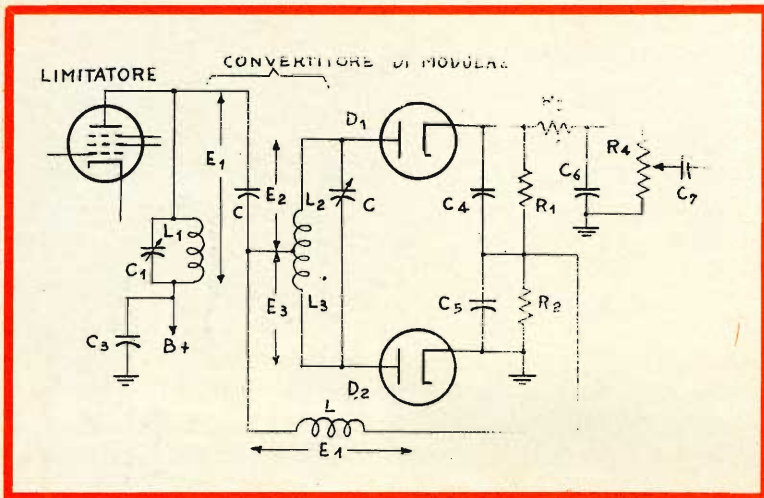 CONVERTITORE DI
LIMITATORE
D1
E1
E2
C
L2
C
C4
R1
C6
R4
C7
L1
C1
E3
L3
C5
R2
C3
B+
D2
L
E1